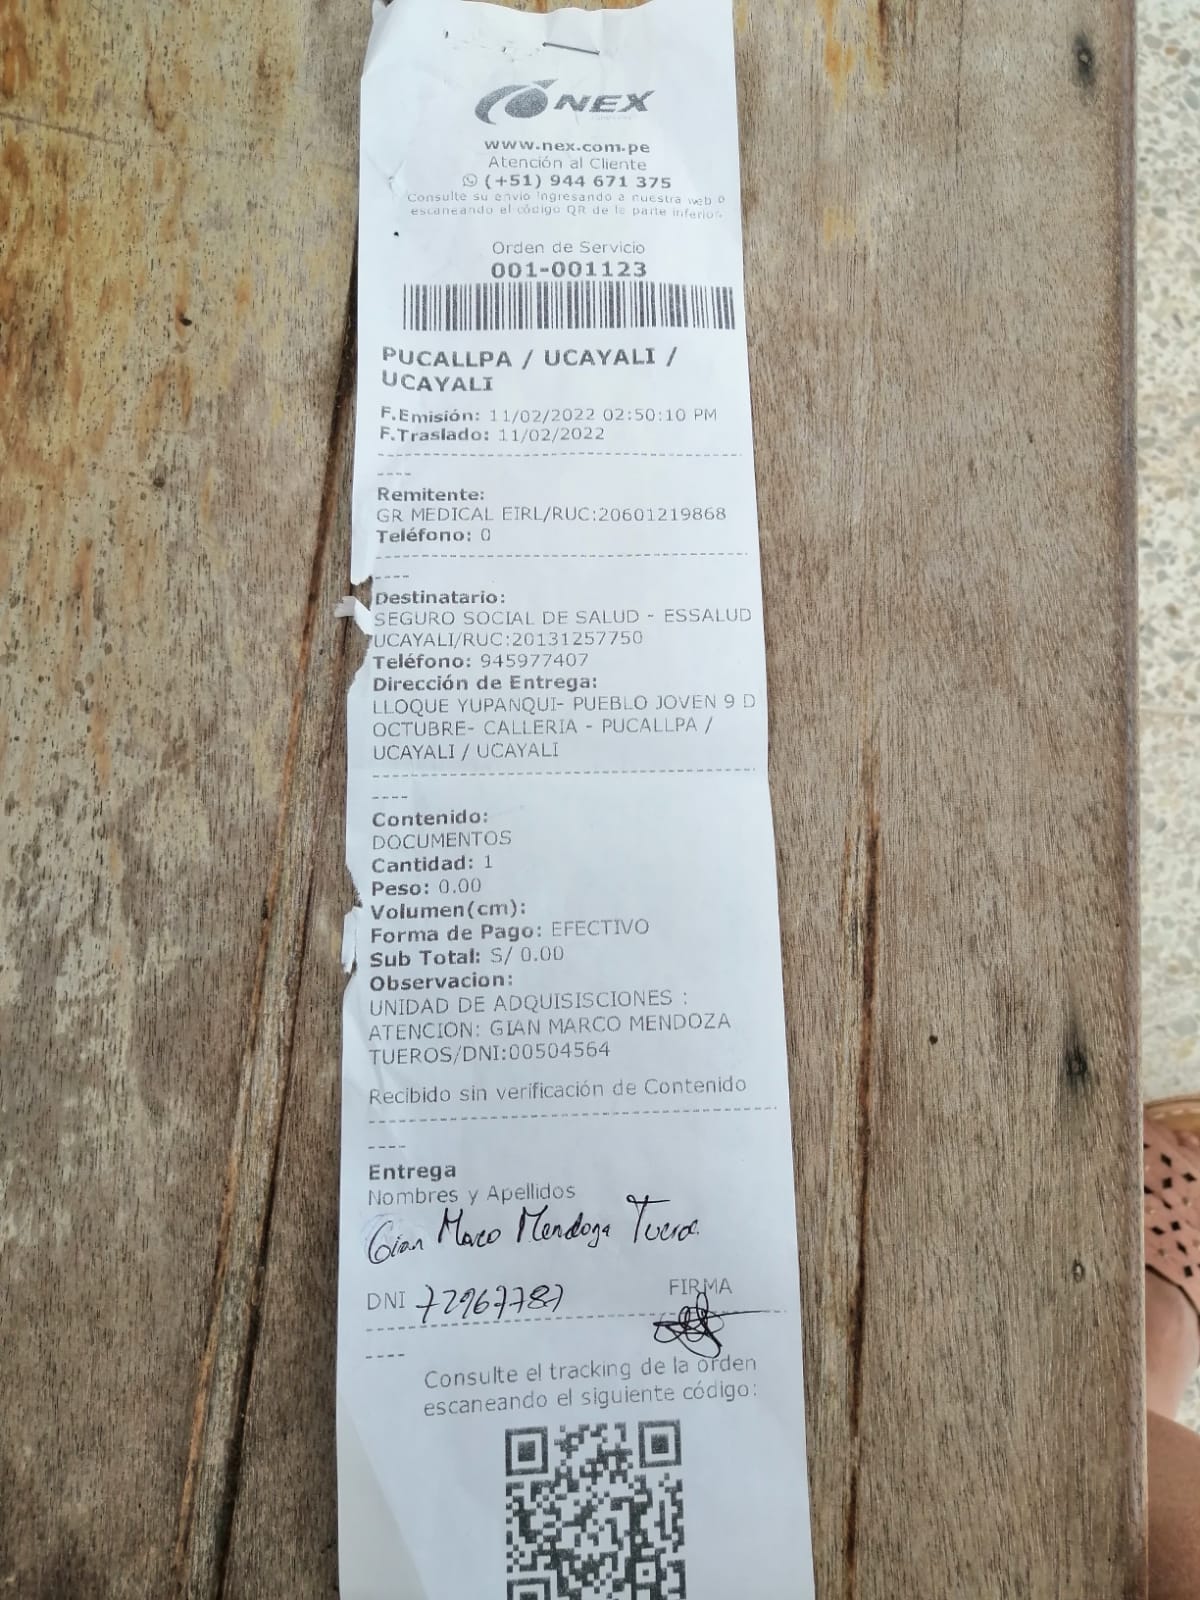 NEX
www.nex.com.pe
Atención al Cliente
(+51) 944 671 375
Consulte su envio ingresando a nuestra web o
escaneando el código QR de la parte inferior.
Orden de Servicio
001-001123
PUCALLPA / UCAYALI /
UCAYALI
F.Emisión: 11/02/2022 02:50:10 PM
F.Traslado: 11/02/2022
----
Remitente:
GR MEDICAL EIRL/RUC:20601219868
Teléfono: 0
----
Destinatario:
SEGURO SOCIAL DE SALUD - ESSALUD
UCAYALI/RUC:20131257750
Teléfono: 945977407
Dirección de Entrega:
LLOQUE YUPANQUI- PUEBLO JOVEN 9 D
OCTUBRE- CALLERIA - PUCALLPA /
UCAYALI / UCAYALI
----
Contenido:
DOCUMENTOS
Cantidad: 1
Peso: 0.00
Volumen(cm):
Forma de Pago: EFECTIVO
Sub Total: S/ 0.00
Observacion:
UNIDAD DE ADQUISISCIONES :
ATENCION: GIAN MARCO MENDOZA
TUEROS/DNI:00504564
Recibido sin verificación de Contenido
----
Entrega
Nombres y Apellidos
Gian Marco Mendoza Tueros
DNI 72967787 FIRMA
----
Consulte el tracking de la orden
escaneando el siguiente código: